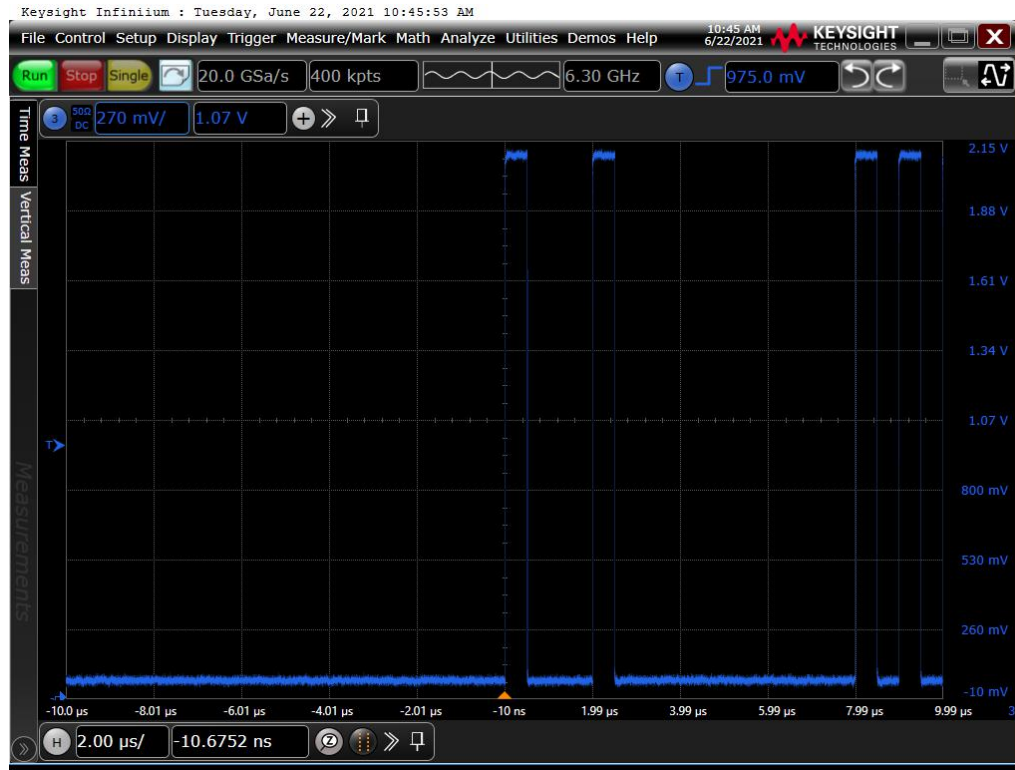 Keysight Infiniium : Tuesday, June 22, 2021 10:45:53 AM
File Control Setup Display Trigger Measure/Mark Math Analyze Utilities Demos Help 10:45 AM 6/22/2021 KEYSIGHT TECHNOLOGIES X
Run Stop Single 20.0 GSa/s 400 kpts 6.30 GHz T 975.0 mV
3 50Ω DC 270 mV/ 1.07 V
Time Meas
Vertical Meas
Measurements
2.15 V
1.88 V
1.61 V
1.34 V
1.07 V
T
800 mV
530 mV
260 mV
-10 mV
-10.0 µs -8.01 µs -6.01 µs -4.01 µs -2.01 µs -10 ns 1.99 µs 3.99 µs 5.99 µs 7.99 µs 9.99 µs 3
H 2.00 µs/ -10.6752 ns Z